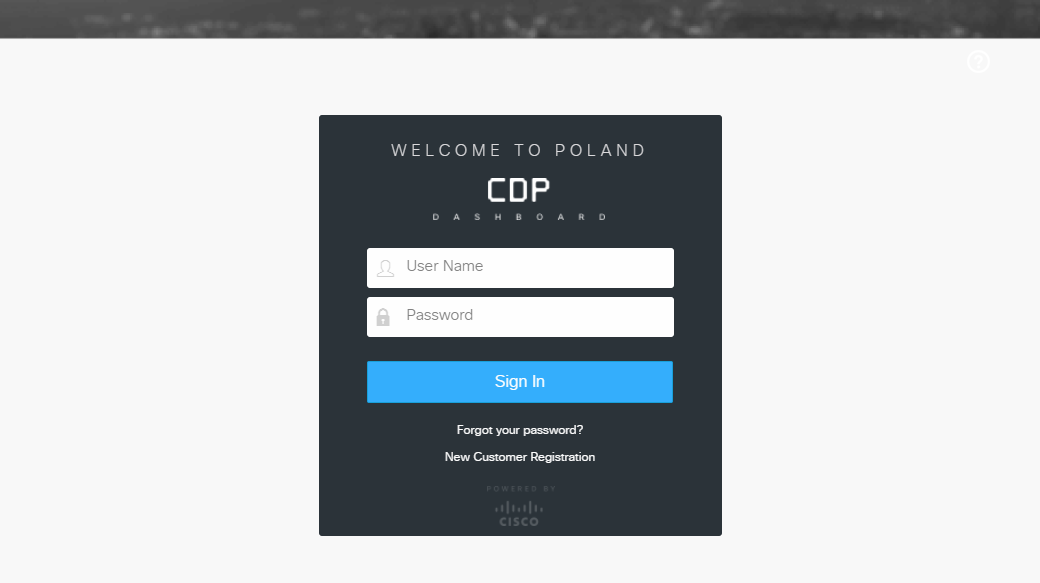 ?
WELCOME TO POLAND
CDP
DASHBOARD
User Name
Password
Sign In
Forgot your password?
New Customer Registration
POWERED BY
CISCO